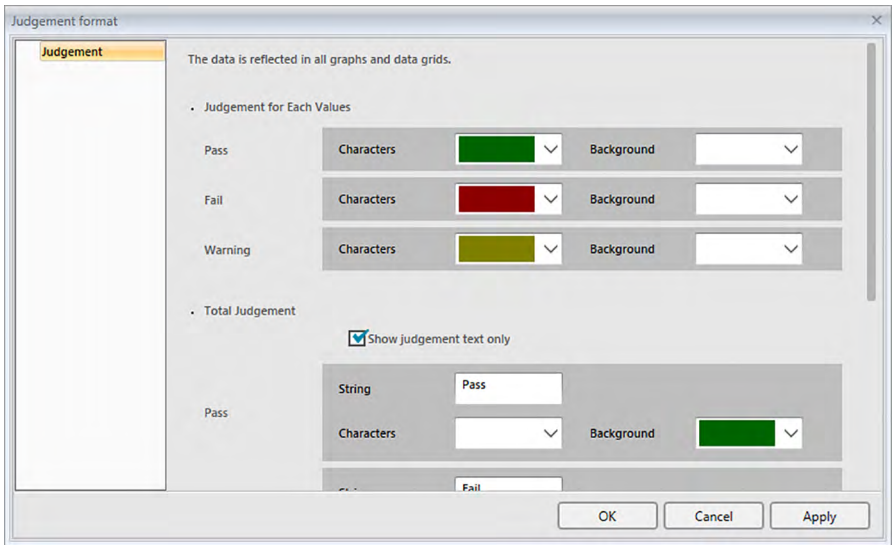 Judgement format
Judgement
The data is reflected in all graphs and data grids.
• Judgement for Each Values
Pass Characters Background
Fail Characters Background
Warning Characters Background
• Total Judgement
Show judgement text only
String Pass
Pass
Characters Background
Fail
OK Cancel Apply